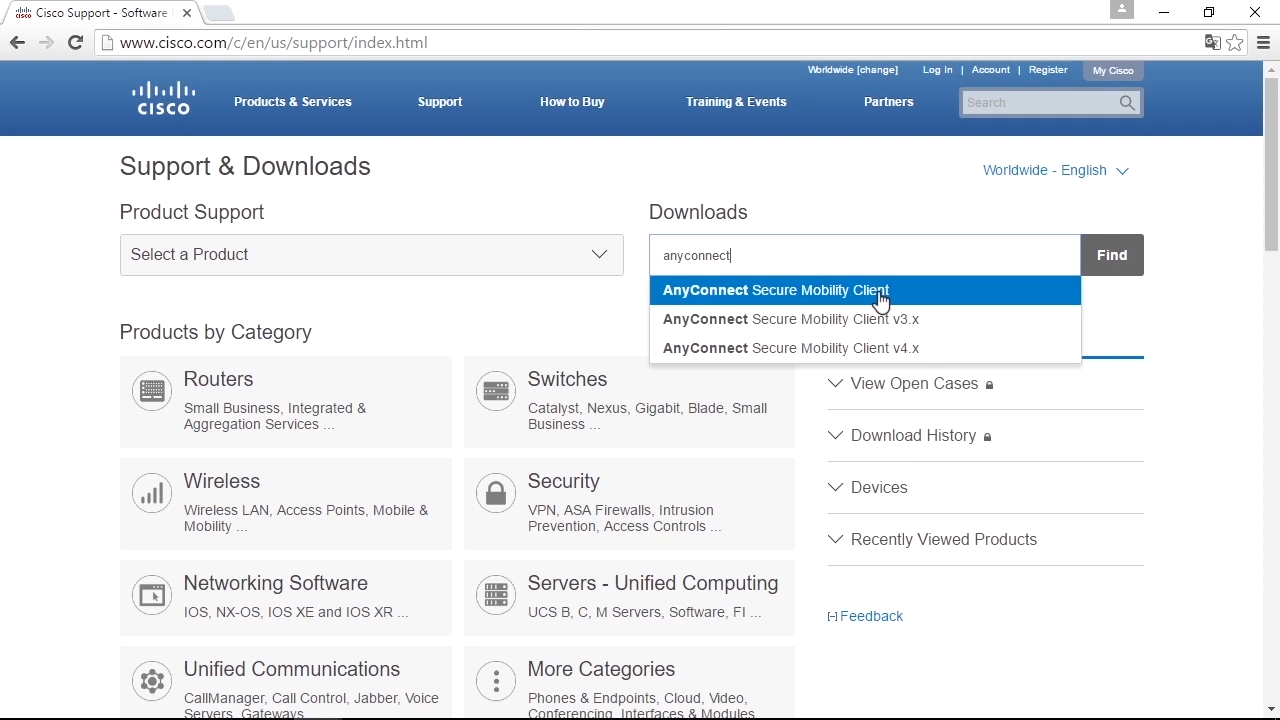 Cisco Support - Software
www.cisco.com/c/en/us/support/index.html
Worldwide [change] Log In | Account | Register My Cisco
CISCO
Products & Services Support How to Buy Training & Events Partners Search
Support & Downloads
Worldwide - English
Product Support
Select a Product
Downloads
anyconnect Find
AnyConnect Secure Mobility Client
AnyConnect Secure Mobility Client v3.x
AnyConnect Secure Mobility Client v4.x
Products by Category
Routers
Small Business, Integrated &
Aggregation Services ...
Switches
Catalyst, Nexus, Gigabit, Blade, Small
Business ...
Wireless
Wireless LAN, Access Points, Mobile &
Mobility ...
Security
VPN, ASA Firewalls, Intrusion
Prevention, Access Controls ...
Networking Software
IOS, NX-OS, IOS XE and IOS XR ...
Servers - Unified Computing
UCS B, C, M Servers, Software, FI ...
Unified Communications
CallManager, Call Control, Jabber, Voice
Servers, Gateways
More Categories
Phones & Endpoints, Cloud, Video,
Conferencing, Interfaces & Modules
View Open Cases
Download History
Devices
Recently Viewed Products
[-] Feedback